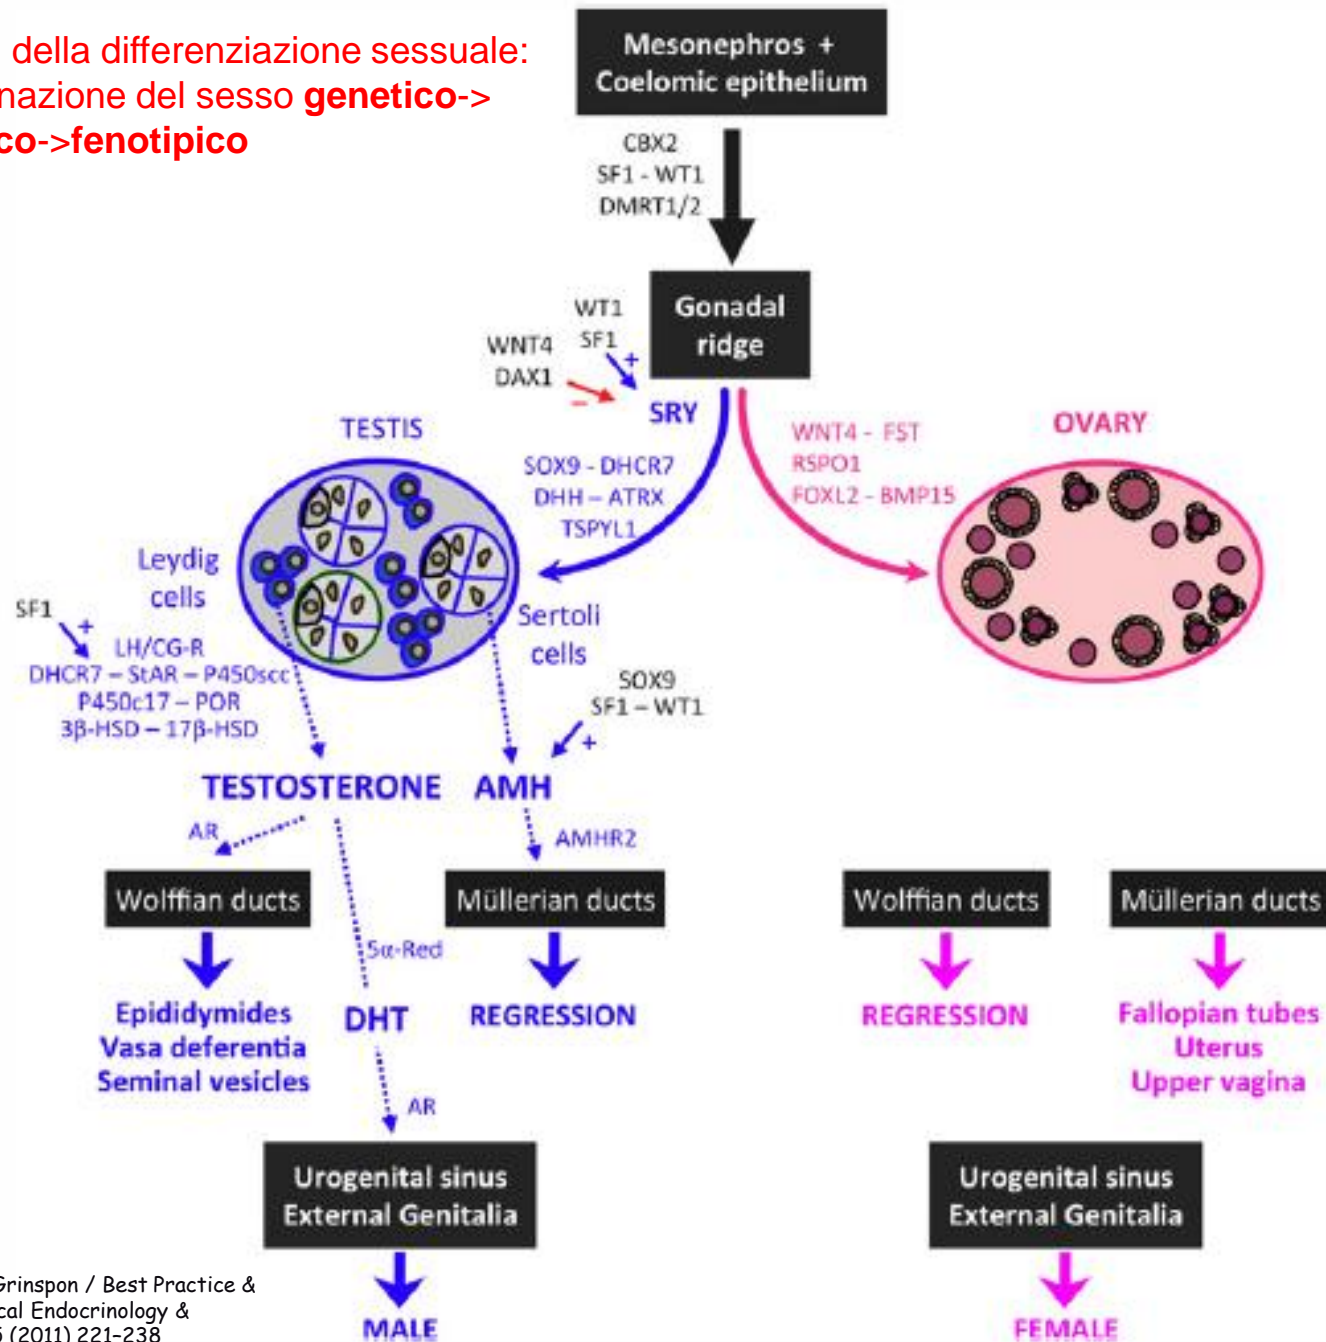 della differenziazione sessuale:
nazione del sesso genetico->
co->fenotipico
Mesonephros +
Coelomic epithelium
CBX2
SF1 - WT1
DMRT1/2
Gonadal
ridge
WT1
SF1
+
WNT4
DAX1
–
SRY
TESTIS
SOX9 - DHCR7
DHH – ATRX
TSPYL1
WNT4 - FST
RSPO1
FOXL2 - BMP15
OVARY
Leydig
cells
Sertoli
cells
SF1
+
LH/CG-R
DHCR7 – StAR – P450scc
P450c17 – POR
3β-HSD – 17β-HSD
SOX9
SF1 – WT1
+
TESTOSTERONE
AMH
AR
AMHR2
Wolffian ducts
Müllerian ducts
Wolffian ducts
Müllerian ducts
5α-Red
Epididymides
Vasa deferentia
Seminal vesicles
DHT
REGRESSION
REGRESSION
Fallopian tubes
Uterus
Upper vagina
AR
Urogenital sinus
External Genitalia
Urogenital sinus
External Genitalia
Grinspon / Best Practice &
cal Endocrinology &
5 (2011) 221–238
MALE
FEMALE